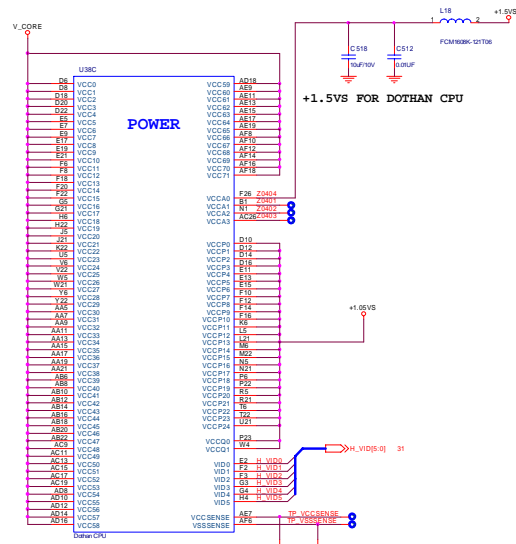 L18
+1.5VS
1 2
FCM1608K-121T06
C518
10uF/10V
C512
0.01UF
+1.5VS FOR DOTHAN CPU
V_CORE
U38C
POWER
D6 VCC0 VCC59 AD18
D8 VCC1 VCC60 AE9
D18 VCC2 VCC61 AE11
D20 VCC3 VCC62 AE13
D22 VCC4 VCC63 AE15
E5 VCC5 VCC64 AE17
E7 VCC6 VCC65 AE19
E9 VCC7 VCC66 AF8
E17 VCC8 VCC67 AF10
E19 VCC9 VCC68 AF12
E21 VCC10 VCC69 AF14
F6 VCC11 VCC70 AF16
F8 VCC12 VCC71 AF18
F18 VCC13
F20 VCC14
F22 VCC15 VCCA0 F26 Z0404
G5 VCC16 VCCA1 B1 Z0401
G21 VCC17 VCCA2 N1 Z0402
H6 VCC18 VCCA3 AC26 Z0403
H22 VCC19
J5 VCC20
J21 VCC21 VCCP0 D10
K22 VCC22 VCCP1 D12
U5 VCC23 VCCP2 D14
V6 VCC24 VCCP3 D16
V22 VCC25 VCCP4 E11
W5 VCC26 VCCP5 E13
W21 VCC27 VCCP6 E15
Y6 VCC28 VCCP7 F10
Y22 VCC29 VCCP8 F12
AA5 VCC30 VCCP9 F14
AA7 VCC31 VCCP10 F16
AA9 VCC32 VCCP11 K6
AA11 VCC33 VCCP12 L5
AA13 VCC34 VCCP13 L21
AA15 VCC35 VCCP14 M6
AA17 VCC36 VCCP15 M22
AA19 VCC37 VCCP16 N5
AA21 VCC38 VCCP17 N21
AB6 VCC39 VCCP18 P6
AB8 VCC40 VCCP19 P22
AB10 VCC41 VCCP20 R5
AB12 VCC42 VCCP21 R21
AB14 VCC43 VCCP22 T6
AB16 VCC44 VCCP23 T22
AB18 VCC45 VCCP24 U21
AB20 VCC46
AB22 VCC47 VCCQ0 P23
AC9 VCC48 VCCQ1 W4
AC11 VCC49
AC13 VCC50 VID0 E2 H_VID0
AC15 VCC51 VID1 F2 H_VID1
AC17 VCC52 VID2 F3 H_VID2
AC19 VCC53 VID3 G3 H_VID3
AD8 VCC54 VID4 G4 H_VID4
AD10 VCC55 VID5 H4 H_VID5
AD12 VCC56
AD14 VCC57 VCCSENSE AE7 TP_VCCSENSE
AD16 VCC58 VSSSENSE AF6 TP_VSSSENSE
+1.05VS
H_VID[5:0] 31
Dothan CPU